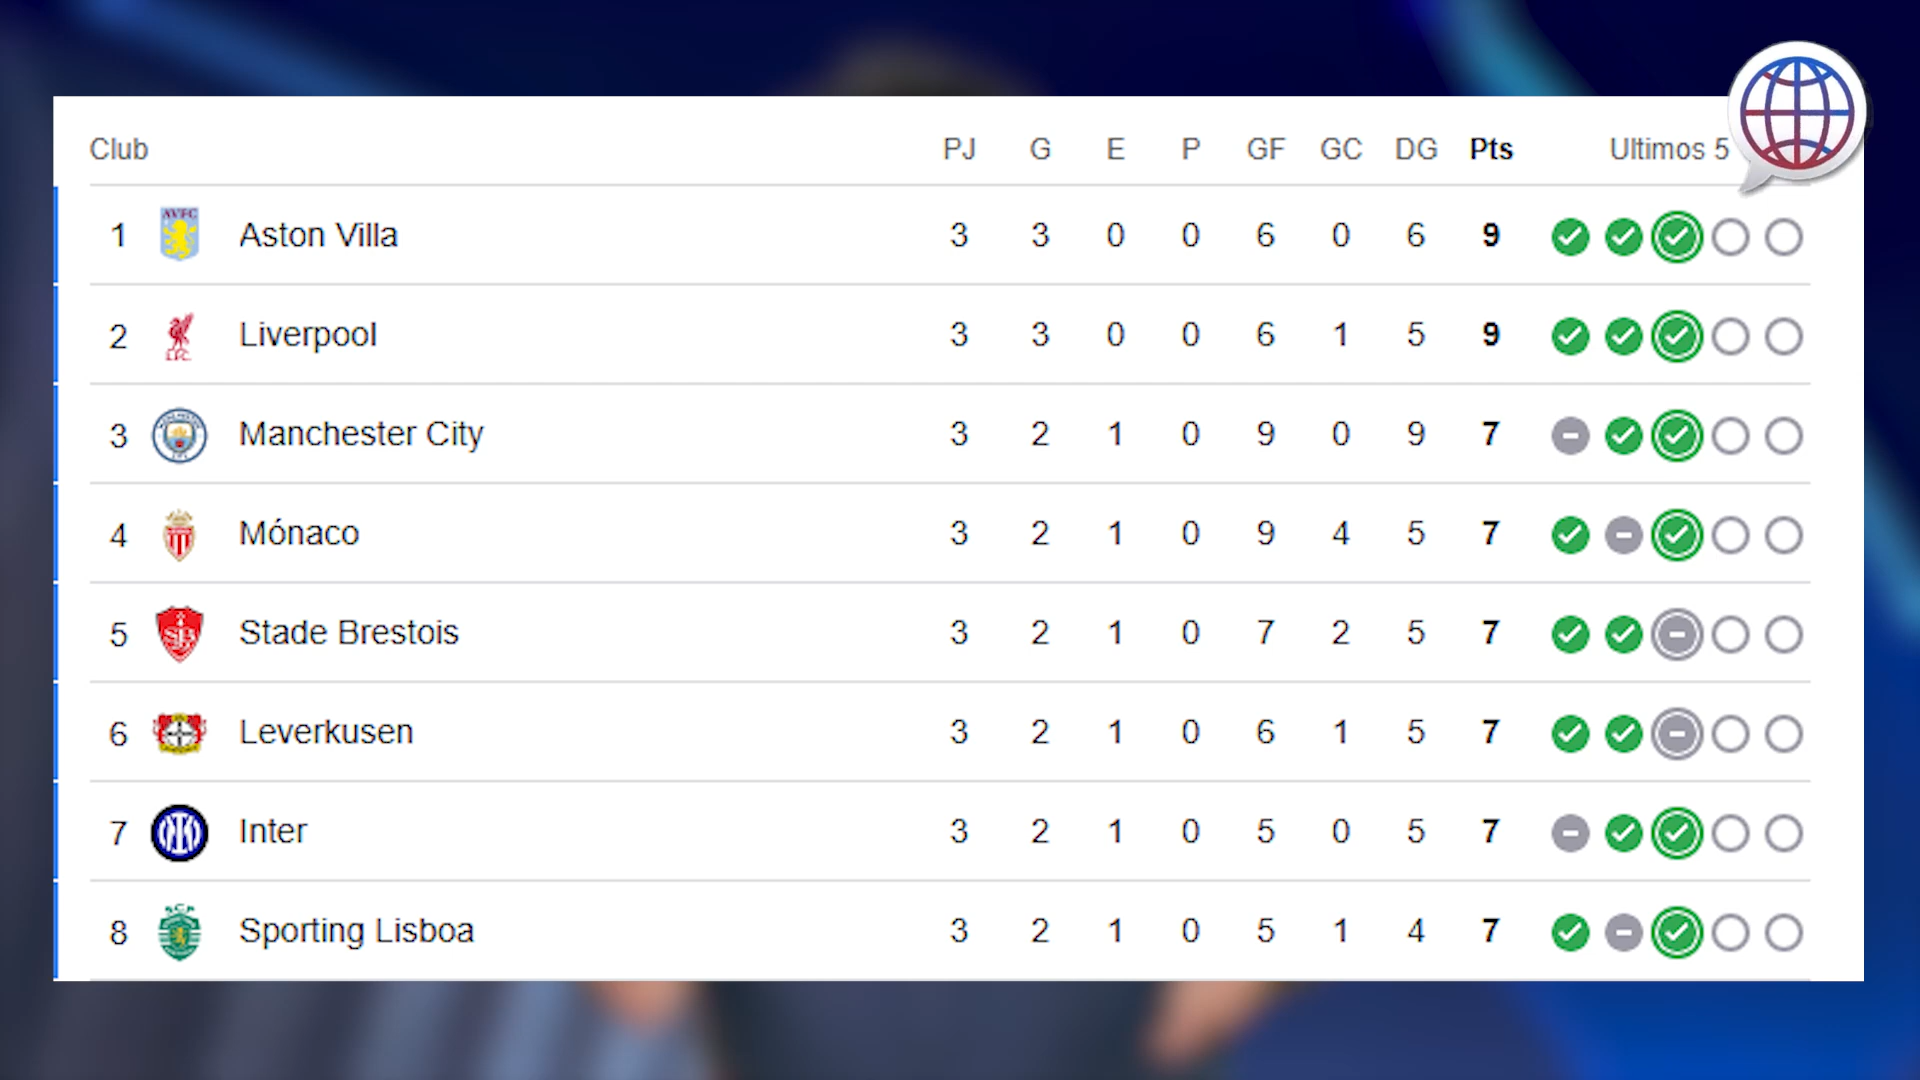 Club PJ G E P GF GC DG Pts Ultimos 5
1 AVFC Aston Villa 3 3 0 0 6 0 6 9
2 L.F.C. Liverpool 3 3 0 0 6 1 5 9
3 Manchester City 3 2 1 0 9 0 9 7
4 Mónaco 3 2 1 0 9 4 5 7
5 Stade Brestois 3 2 1 0 7 2 5 7
6 Leverkusen 3 2 1 0 6 1 5 7
7 Inter 3 2 1 0 5 0 5 7
8 SCP Sporting Lisboa 3 2 1 0 5 1 4 7